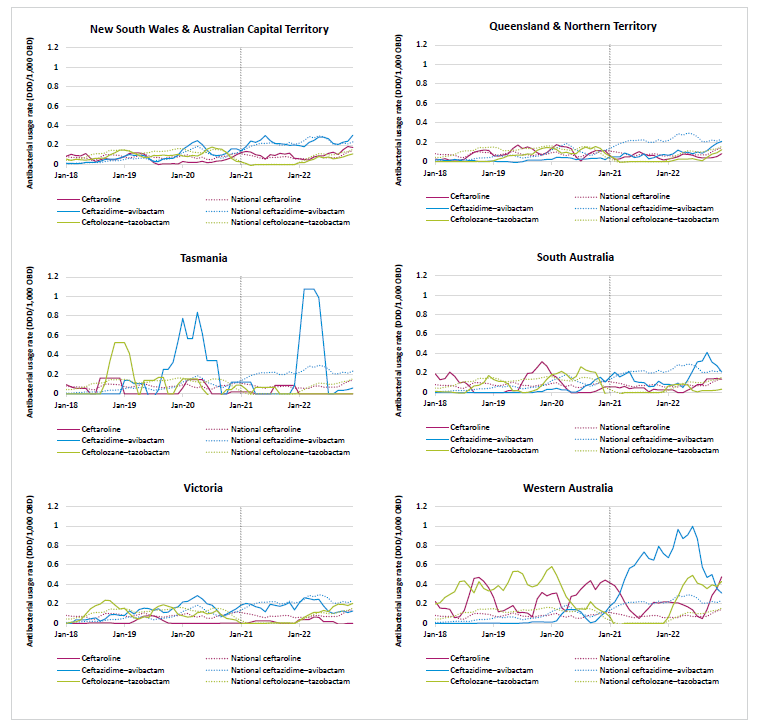 New South Wales & Australian Capital Territory
Antibacterial usage rate (DDD/1,000 OBD)
1.2
1
0.8
0.6
0.4
0.2
0
Jan-18 Jan-19 Jan-20 Jan-21 Jan-22
Ceftaroline National ceftaroline
Ceftazidime–avibactam National ceftazidime–avibactam
Ceftolozane–tazobactam National ceftolozane–tazobactam
Queensland & Northern Territory
Antibacterial usage rate (DDD/1,000 OBD)
1.2
1
0.8
0.6
0.4
0.2
0
Jan-18 Jan-19 Jan-20 Jan-21 Jan-22
Ceftaroline National ceftaroline
Ceftazidime–avibactam National ceftazidime–avibactam
Ceftolozane–tazobactam National ceftolozane–tazobactam
Tasmania
Antibacterial usage rate (DDD/1,000 OBD)
1.2
1
0.8
0.6
0.4
0.2
0
Jan-18 Jan-19 Jan-20 Jan-21 Jan-22
Ceftaroline National ceftaroline
Ceftazidime–avibactam National ceftazidime–avibactam
Ceftolozane–tazobactam National ceftolozane–tazobactam
South Australia
Antibacterial usage rate (DDD/1,000 OBD)
1.2
1
0.8
0.6
0.4
0.2
0
Jan-18 Jan-19 Jan-20 Jan-21 Jan-22
Ceftaroline National ceftaroline
Ceftazidime–avibactam National ceftazidime–avibactam
Ceftolozane–tazobactam National ceftolozane–tazobactam
Victoria
Antibacterial usage rate (DDD/1,000 OBD)
1.2
1
0.8
0.6
0.4
0.2
0
Jan-18 Jan-19 Jan-20 Jan-21 Jan-22
Ceftaroline National ceftaroline
Ceftazidime–avibactam National ceftazidime–avibactam
Ceftolozane–tazobactam National ceftolozane–tazobactam
Western Australia
Antibacterial usage rate (DDD/1,000 OBD)
1.2
1
0.8
0.6
0.4
0.2
0
Jan-18 Jan-19 Jan-20 Jan-21 Jan-22
Ceftaroline National ceftaroline
Ceftazidime–avibactam National ceftazidime–avibactam
Ceftolozane–tazobactam National ceftolozane–tazobactam